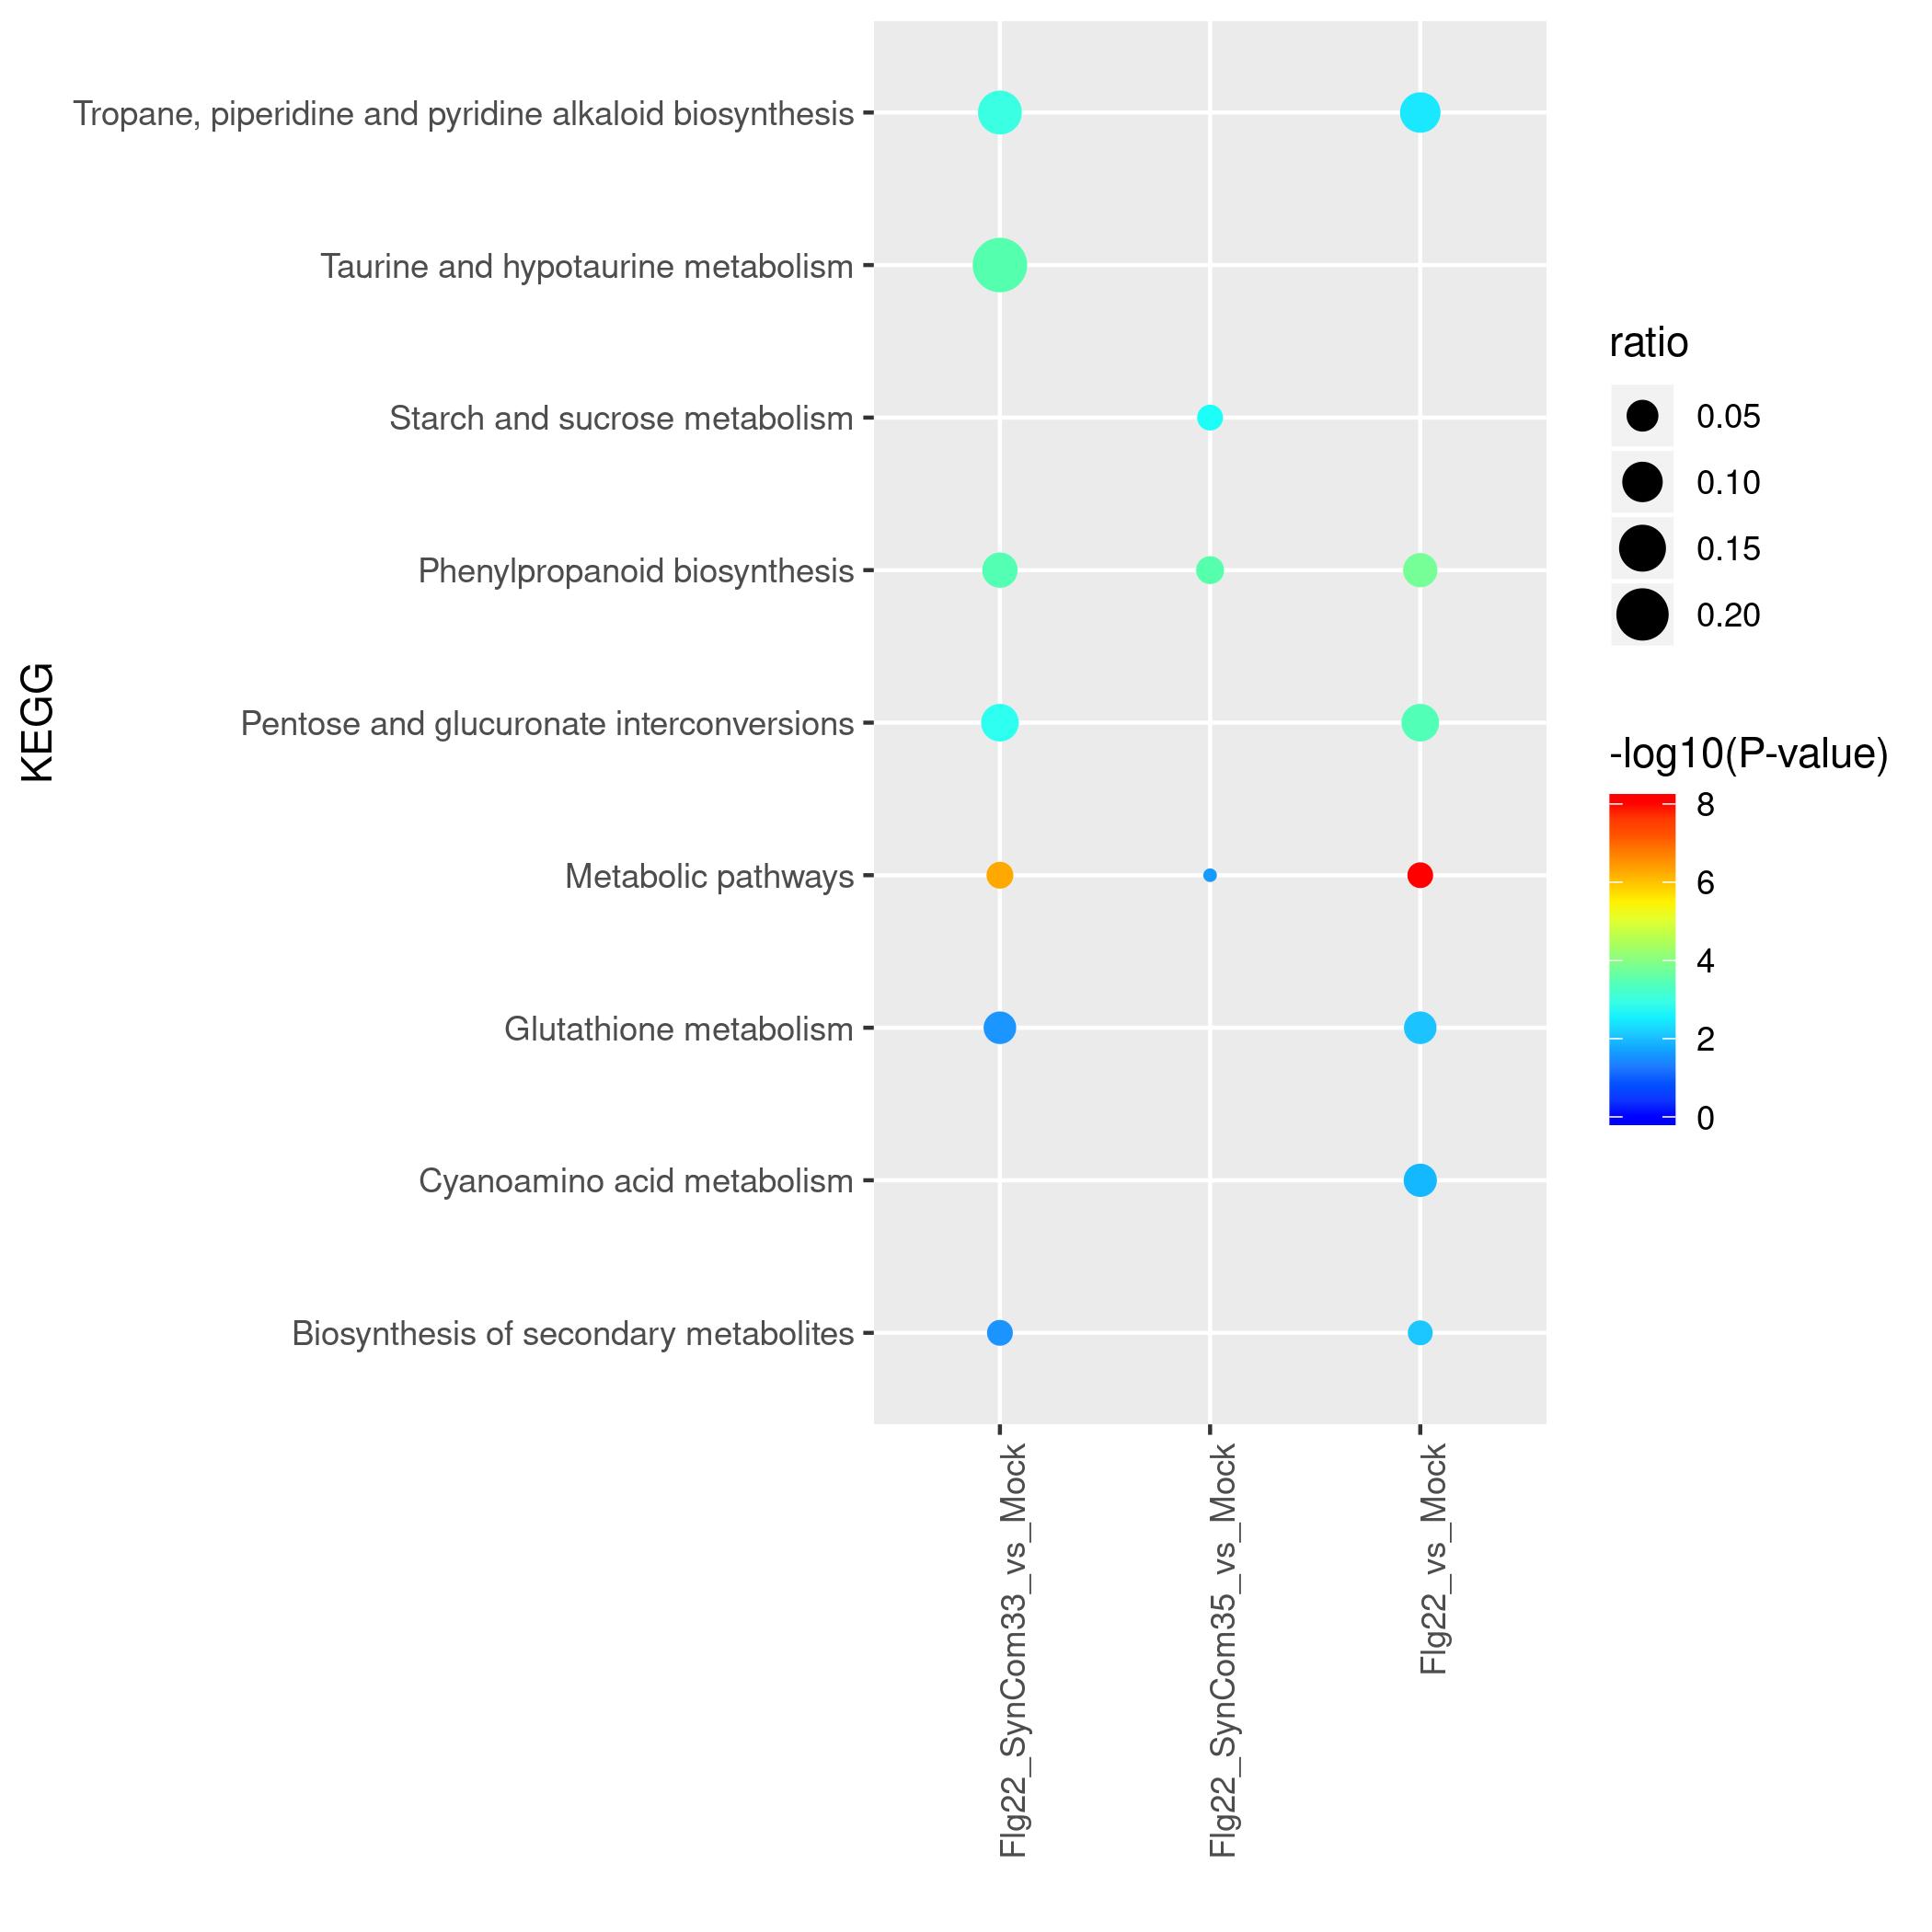 Tropane, piperidine and pyridine alkaloid biosynthesis
Taurine and hypotaurine metabolism
Starch and sucrose metabolism
Phenylpropanoid biosynthesis
Pentose and glucuronate interconversions
Metabolic pathways
Glutathione metabolism
Cyanoamino acid metabolism
Biosynthesis of secondary metabolites
KEGG
Flg22_SynCom33_vs_Mock
Flg22_SynCom35_vs_Mock
Flg22_vs_Mock
ratio
0.05
0.10
0.15
0.20
-log10(P-value)
8
6
4
2
0